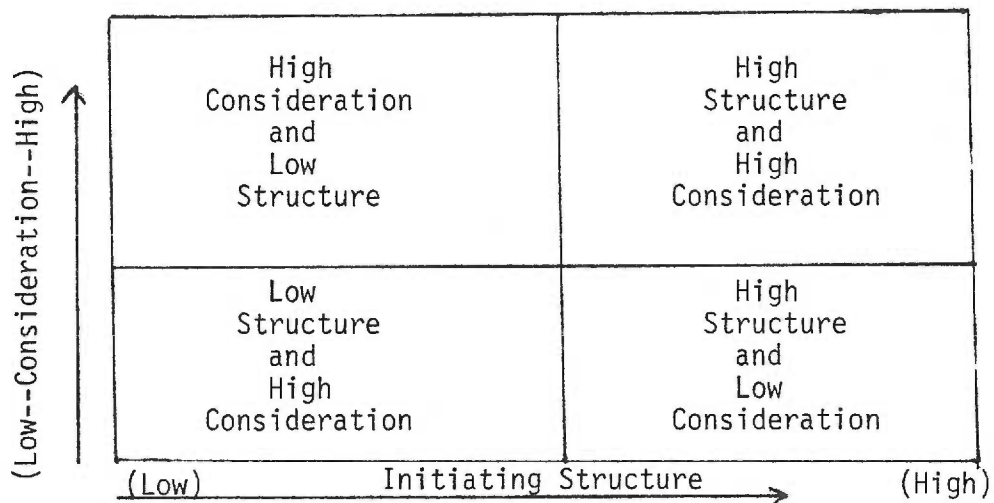 (Low--Consideration--High)
High
Consideration
and
Low
Structure
High
Structure
and
High
Consideration
Low
Structure
and
High
Consideration
High
Structure
and
Low
Consideration
(Low) Initiating Structure (High)